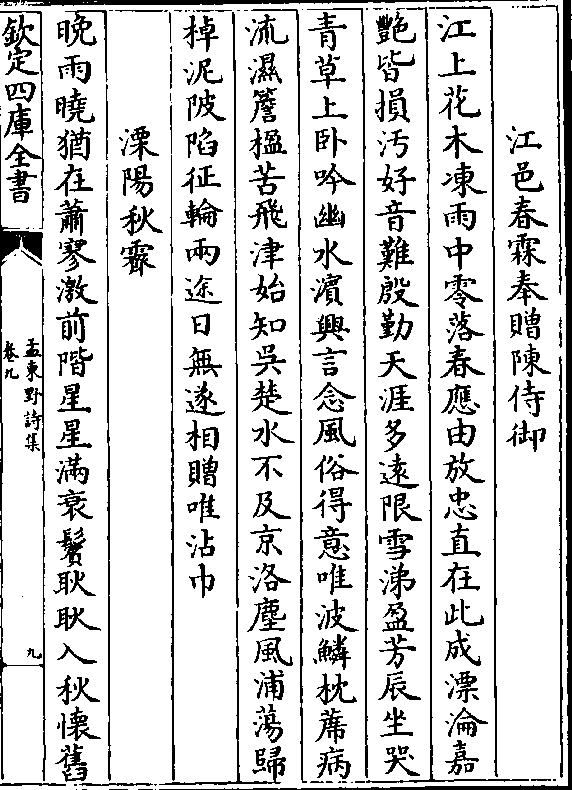 江邑春霖奉贈陳侍御
江上花木凍雨中零落春應由放忠直在此成漂淪嘉
艷皆損汚好音難殷勤天涯多遠限雪涕盈芳辰坐哭
青草上卧吟幽水濵興言念風俗得意唯波鱗枕席病
流濕簷楹苦飛津始知吳楚水不及京洛塵風浦蕩歸
棹泥陂陷征輪兩途日無遂相贈唯沾巾
溧陽秋霽
晩雨曉猶在蕭寥激前階星星滿衰鬢耿耿入秋懷舊
欽定四庫全書
孟東野詩集
卷九
九